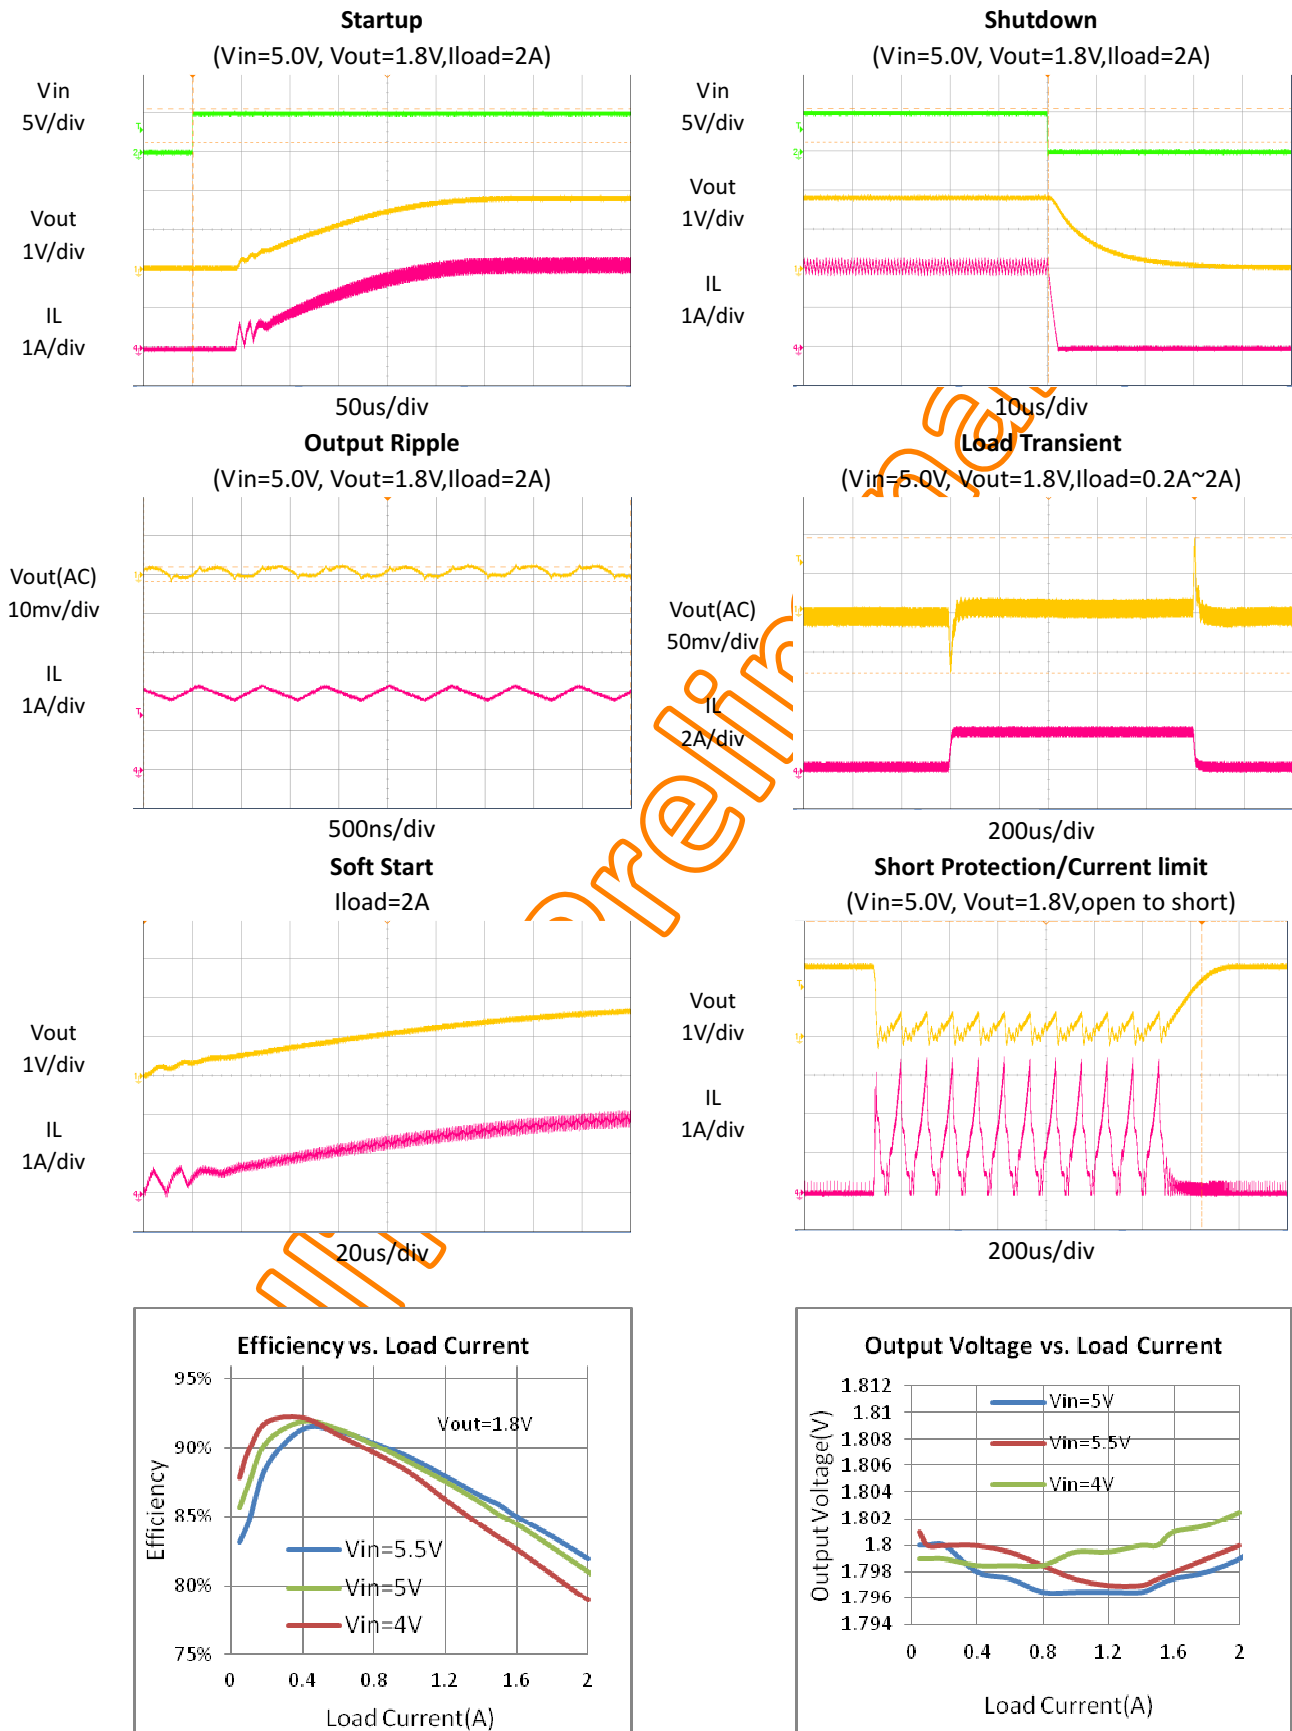 Startup
(Vin=5.0V, Vout=1.8V,Iload=2A)
Vin
5V/div
Vout
1V/div
IL
1A/div
50us/div
Shutdown
(Vin=5.0V, Vout=1.8V,Iload=2A)
Vin
5V/div
Vout
1V/div
IL
1A/div
10us/div
Output Ripple
(Vin=5.0V, Vout=1.8V,Iload=2A)
Vout(AC)
10mv/div
IL
1A/div
500ns/div
Load Transient
(Vin=5.0V, Vout=1.8V,Iload=0.2A~2A)
Vout(AC)
50mv/div
IL
2A/div
200us/div
Soft Start
Iload=2A
Vout
1V/div
IL
1A/div
20us/div
Short Protection/Current limit
(Vin=5.0V, Vout=1.8V,open to short)
Vout
1V/div
IL
1A/div
200us/div
Efficiency vs. Load Current
95%
90%
85%
80%
75%
Efficiency
Vout=1.8V
Vin=5.5V
Vin=5V
Vin=4V
0 0.4 0.8 1.2 1.6 2
Load Current(A)
Output Voltage vs. Load Current
1.812
1.81
1.808
1.806
1.804
1.802
1.8
1.798
1.796
1.794
Output Voltage(V)
Vin=5V
Vin=5.5V
Vin=4V
0 0.4 0.8 1.2 1.6 2
Load Current(A)